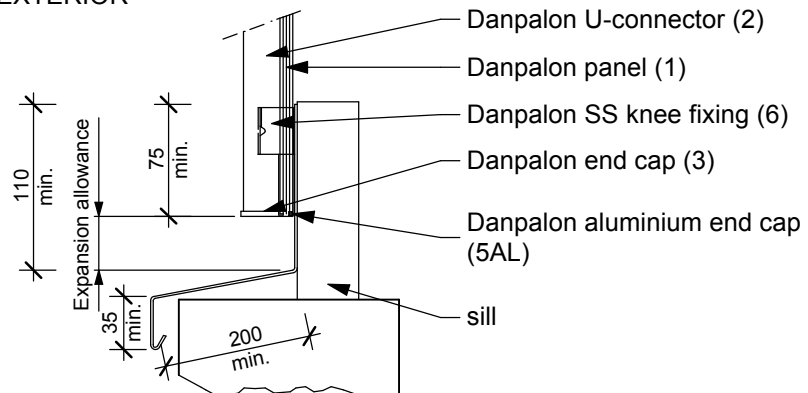 EXTERIOR
Danpalon U-connector (2)
Danpalon panel (1)
Danpalon SS knee fixing (6)
Danpalon end cap (3)
Danpalon aluminium end cap
(5AL)
sill
110
min.
Expansion allowance
75
min.
35
min.
200
min.